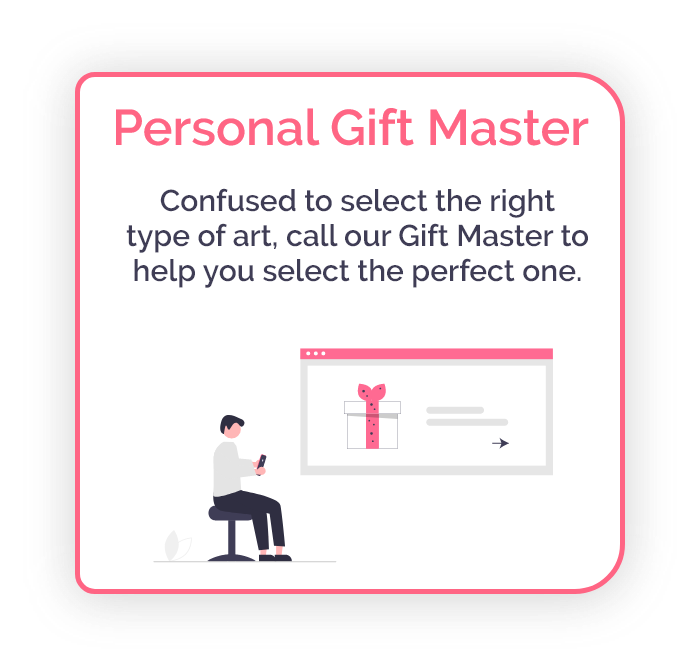 Personal Gift Master
Confused to select the right
type of art, call our Gift Master to
help you select the perfect one.